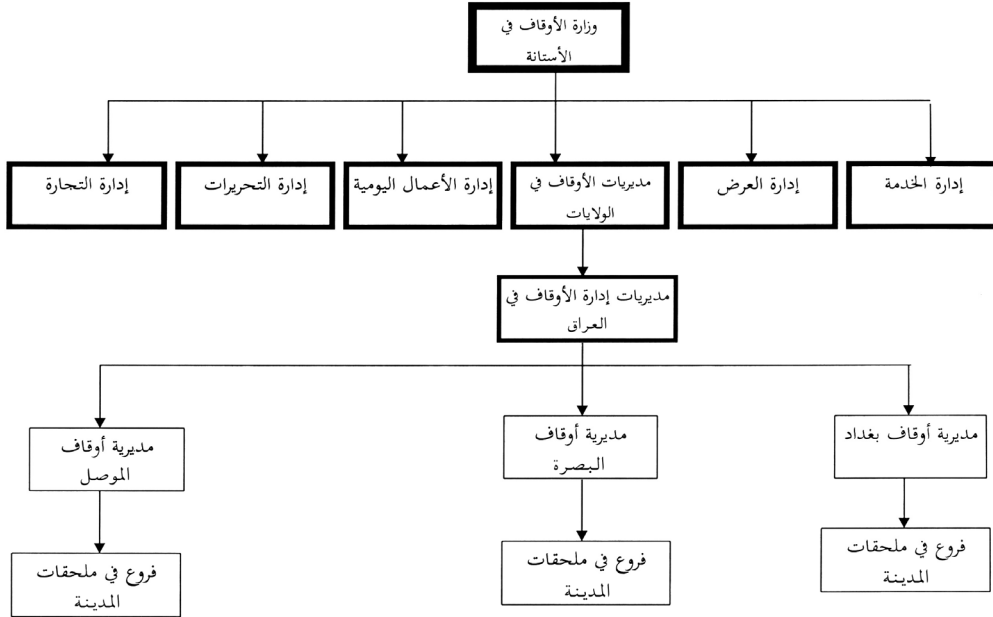 وزارة الأوقاف في
الأستانة
إدارة الخدمة
إدارة العرض
مديريات الأوقاف في
الولايات
إدارة الأعمال اليومية
إدارة التحريرات
إدارة التجارة
مديريات إدارة الأوقاف في
العراق
مديرية أوقاف بغداد
مديرية أوقاف
البصرة
مديرية أوقاف
الموصل
فروع في ملحقات
المدينة
فروع في ملحقات
المدينة
فروع في ملحقات
المدينة